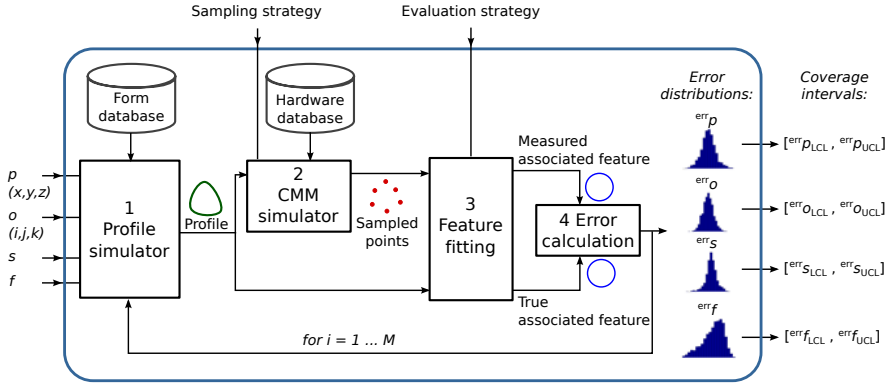 Sampling strategy
Evaluation strategy
Form
database
Hardware
database
Error
distributions:
Coverage
intervals:
p
(x,y,z)
o
(i,j,k)
s
f
1
Profile
simulator
Profile
2
CMM
simulator
Sampled
points
3
Feature
fitting
Measured
associated feature
4 Error
calculation
True
associated feature
for i = 1 ... M
errp
[errpLCL , errpUCL]
erro
[erroLCL , erroUCL]
errs
[errsLCL , errsUCL]
errf
[errfLCL , errfUCL]